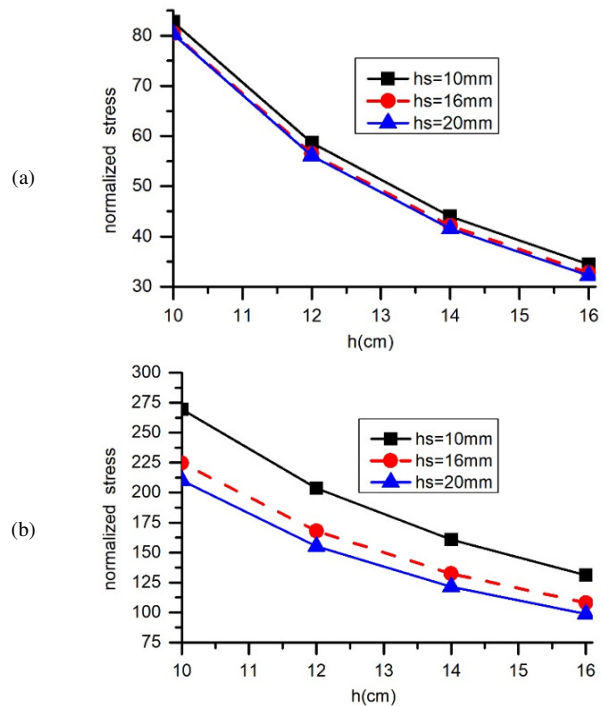 (a)
normalized stress
80
70
60
50
40
30
hs=10mm
hs=16mm
hs=20mm
10 11 12 13 14 15 16
h(cm)
(b)
normalized stress
300
275
250
225
200
175
150
125
100
75
hs=10mm
hs=16mm
hs=20mm
10 11 12 13 14 15 16
h(cm)